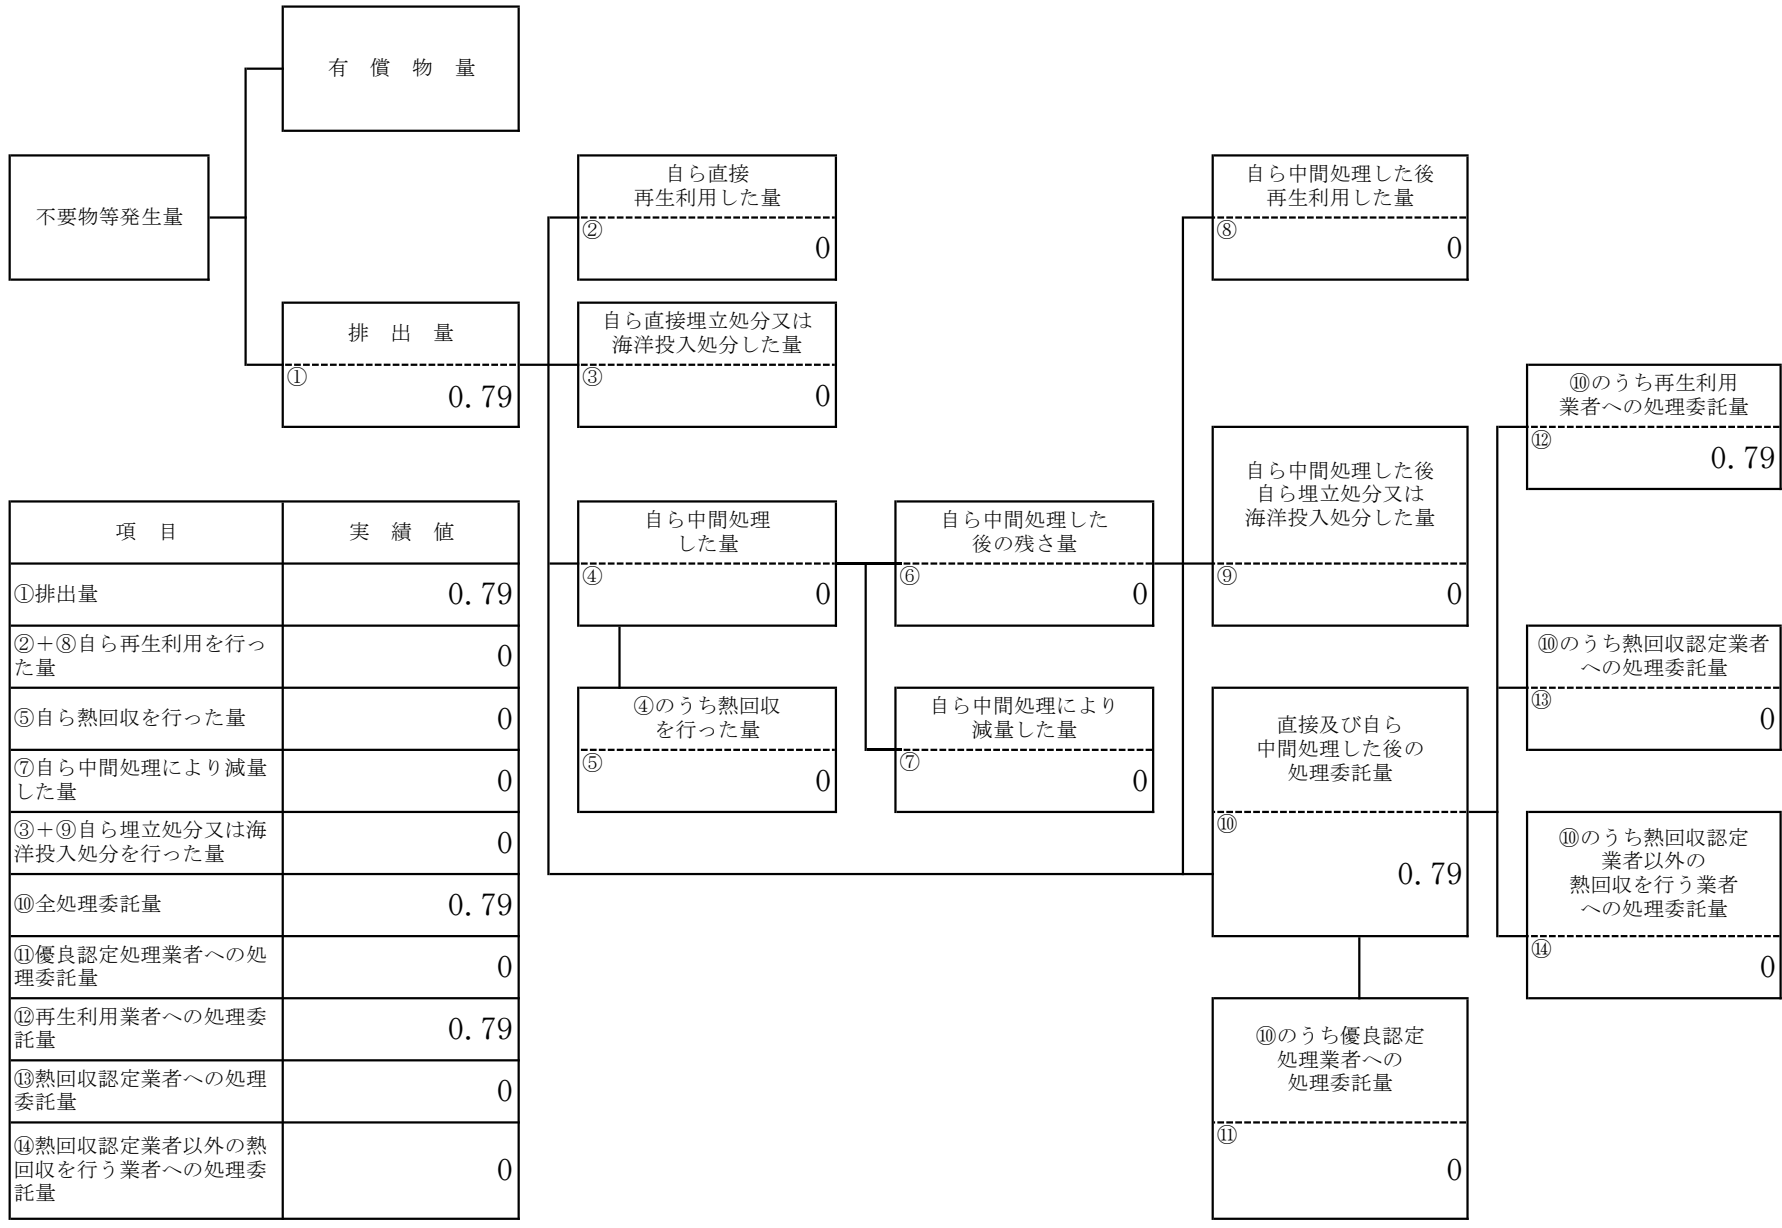 有　償　物　量
不要物等発生量
排　出　量
①
0.79
自ら直接
再生利用した量
②
0
自ら直接埋立処分又は
海洋投入処分した量
③
0
自ら中間処理
した量
④
0
④のうち熱回収
を行った量
⑤
0
自ら中間処理した
後の残さ量
⑥
0
自ら中間処理により
減量した量
⑦
0
自ら中間処理した後
再生利用した量
⑧
0
自ら中間処理した後
自ら埋立処分又は
海洋投入処分した量
⑨
0
直接及び自ら
中間処理した後の
処理委託量
⑩
0.79
⑩のうち優良認定
処理業者への
処理委託量
⑪
0
⑩のうち再生利用
業者への処理委託量
⑫
0.79
⑩のうち熱回収認定業者
への処理委託量
⑬
0
⑩のうち熱回収認定
業者以外の
熱回収を行う業者
への処理委託量
⑭
0
項　目　実　績　値
①排出量 0.79
②＋⑧自ら再生利用を行っ
た量 0
⑤自ら熱回収を行った量 0
⑦自ら中間処理により減量
した量 0
③＋⑨自ら埋立処分又は海
洋投入処分を行った量 0
⑩全処理委託量 0.79
⑪優良認定処理業者への処
理委託量 0
⑫再生利用業者への処理委
託量 0.79
⑬熱回収認定業者への処理
委託量 0
⑭熱回収認定業者以外の熱
回収を行う業者への処理委
託量 0